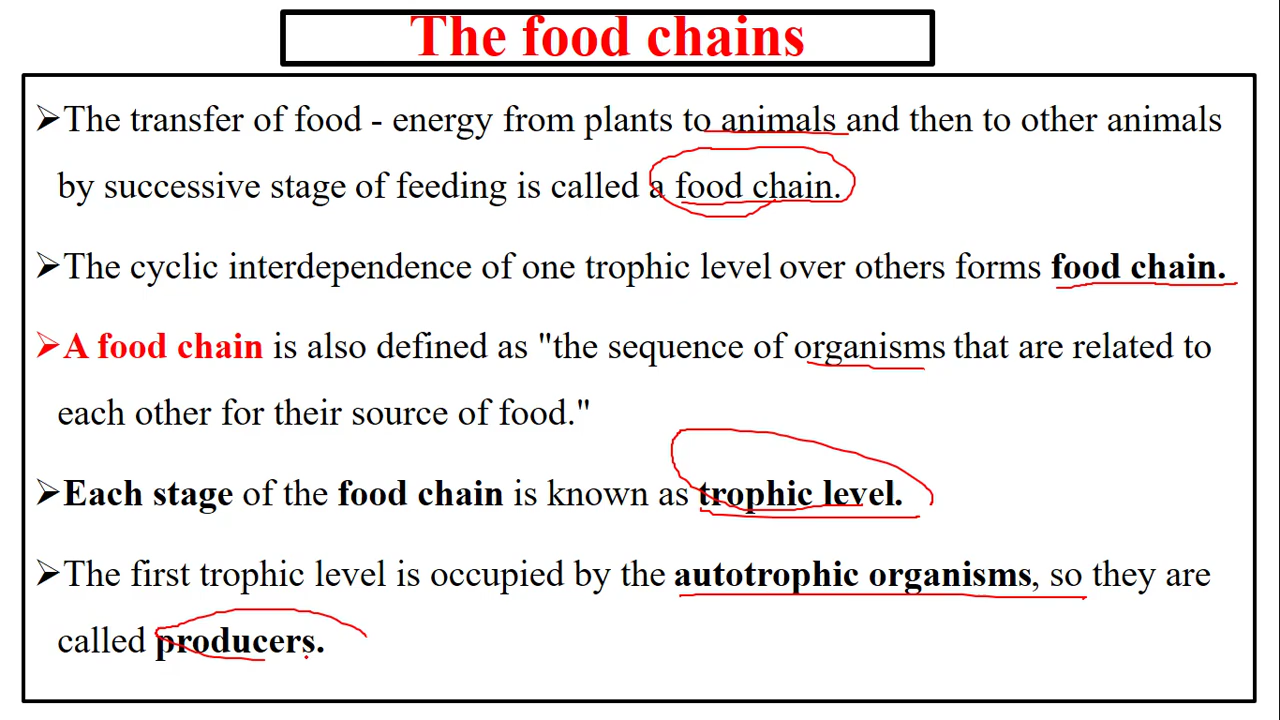 The food chains
➢The transfer of food - energy from plants to animals and then to other animals
by successive stage of feeding is called a food chain.
➢The cyclic interdependence of one trophic level over others forms food chain.
➢A food chain is also defined as "the sequence of organisms that are related to
each other for their source of food."
➢Each stage of the food chain is known as trophic level.
➢The first trophic level is occupied by the autotrophic organisms, so they are
called producers.